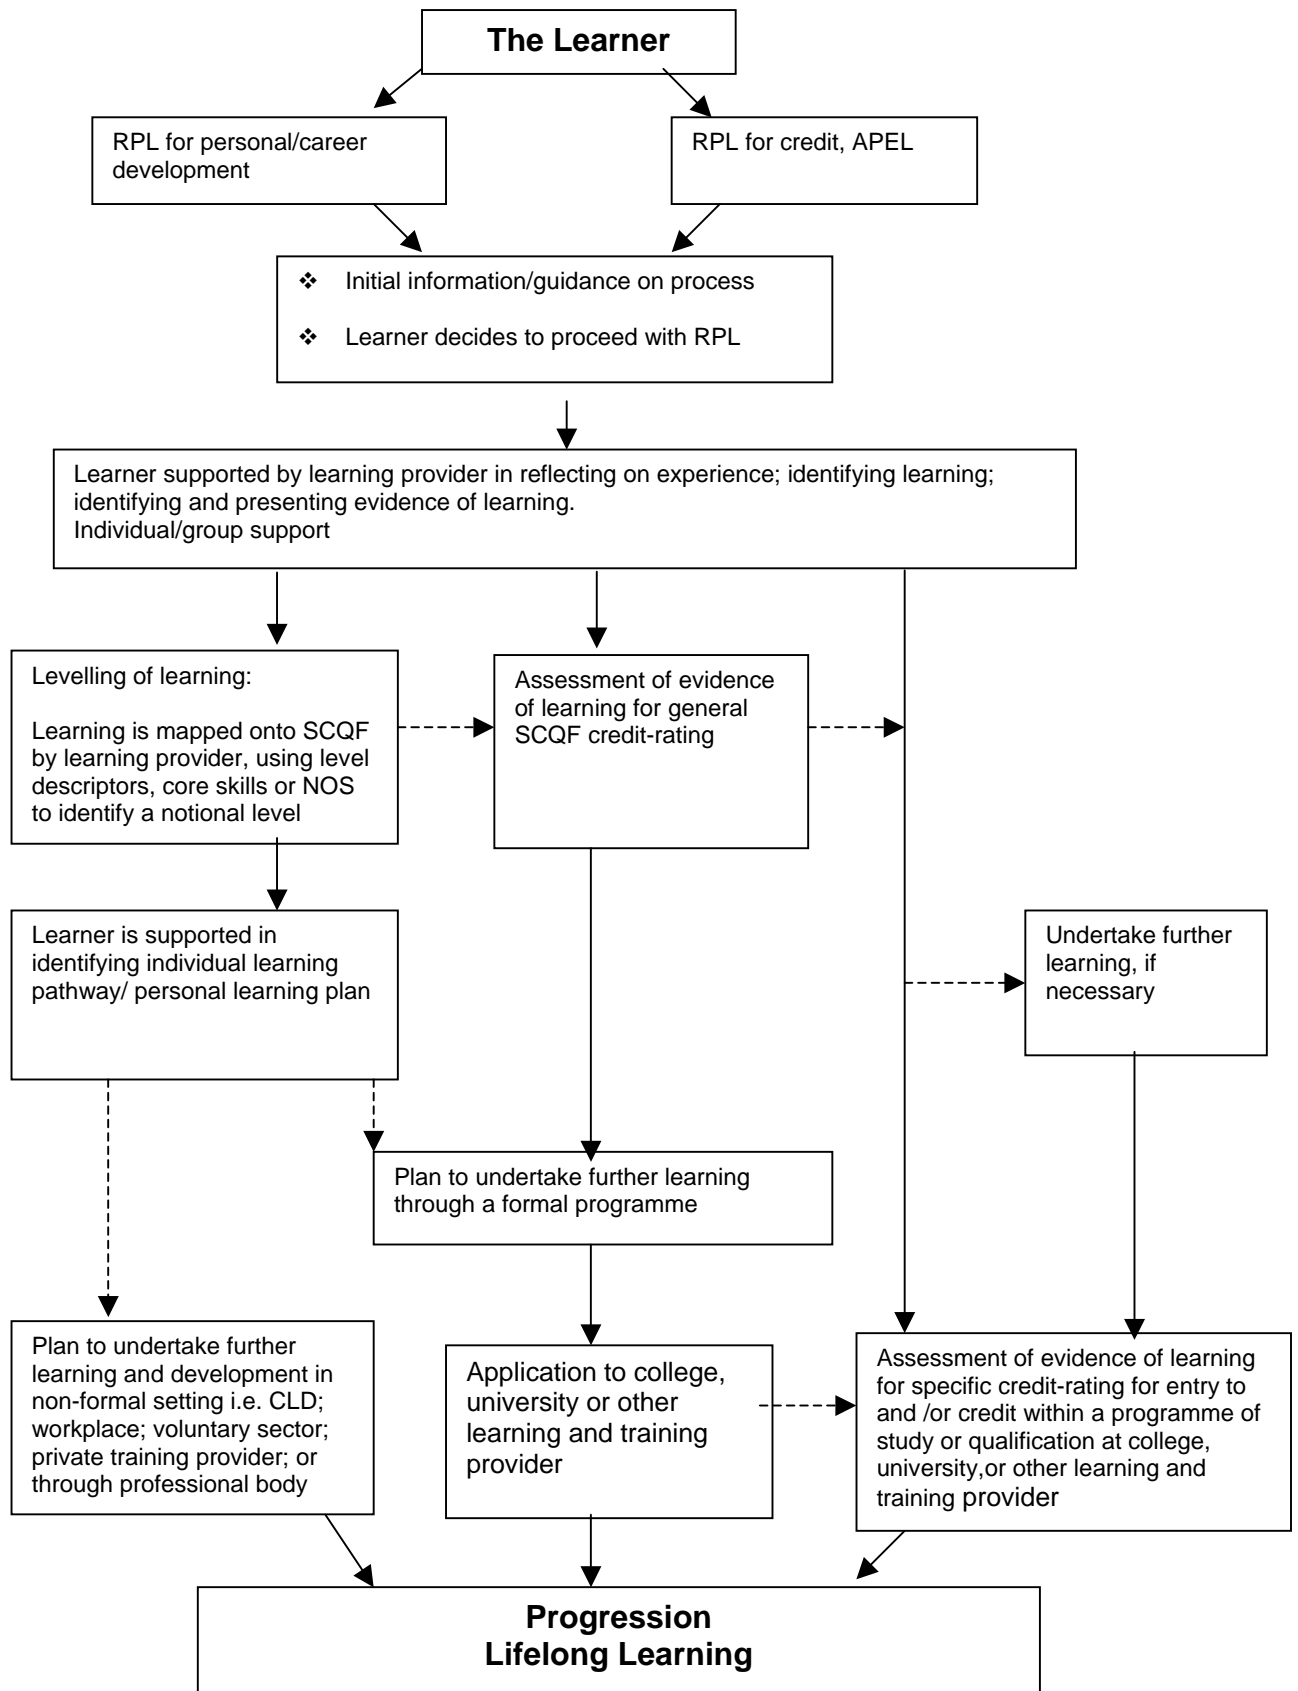 The Learner
RPL for personal/career
development
RPL for credit, APEL
❖ Initial information/guidance on process
❖ Learner decides to proceed with RPL
Learner supported by learning provider in reflecting on experience; identifying learning;
identifying and presenting evidence of learning.
Individual/group support
Levelling of learning:
Learning is mapped onto SCQF
by learning provider, using level
descriptors, core skills or NOS
to identify a notional level
Assessment of evidence
of learning for general
SCQF credit-rating
Learner is supported in
identifying individual learning
pathway/ personal learning plan
Undertake further
learning, if
necessary
Plan to undertake further learning
through a formal programme
Plan to undertake further
learning and development in
non-formal setting i.e. CLD;
workplace; voluntary sector;
private training provider; or
through professional body
Application to college,
university or other
learning and training
provider
Assessment of evidence of learning
for specific credit-rating for entry to
and /or credit within a programme of
study or qualification at college,
university,or other learning and
training provider
Progression
Lifelong Learning